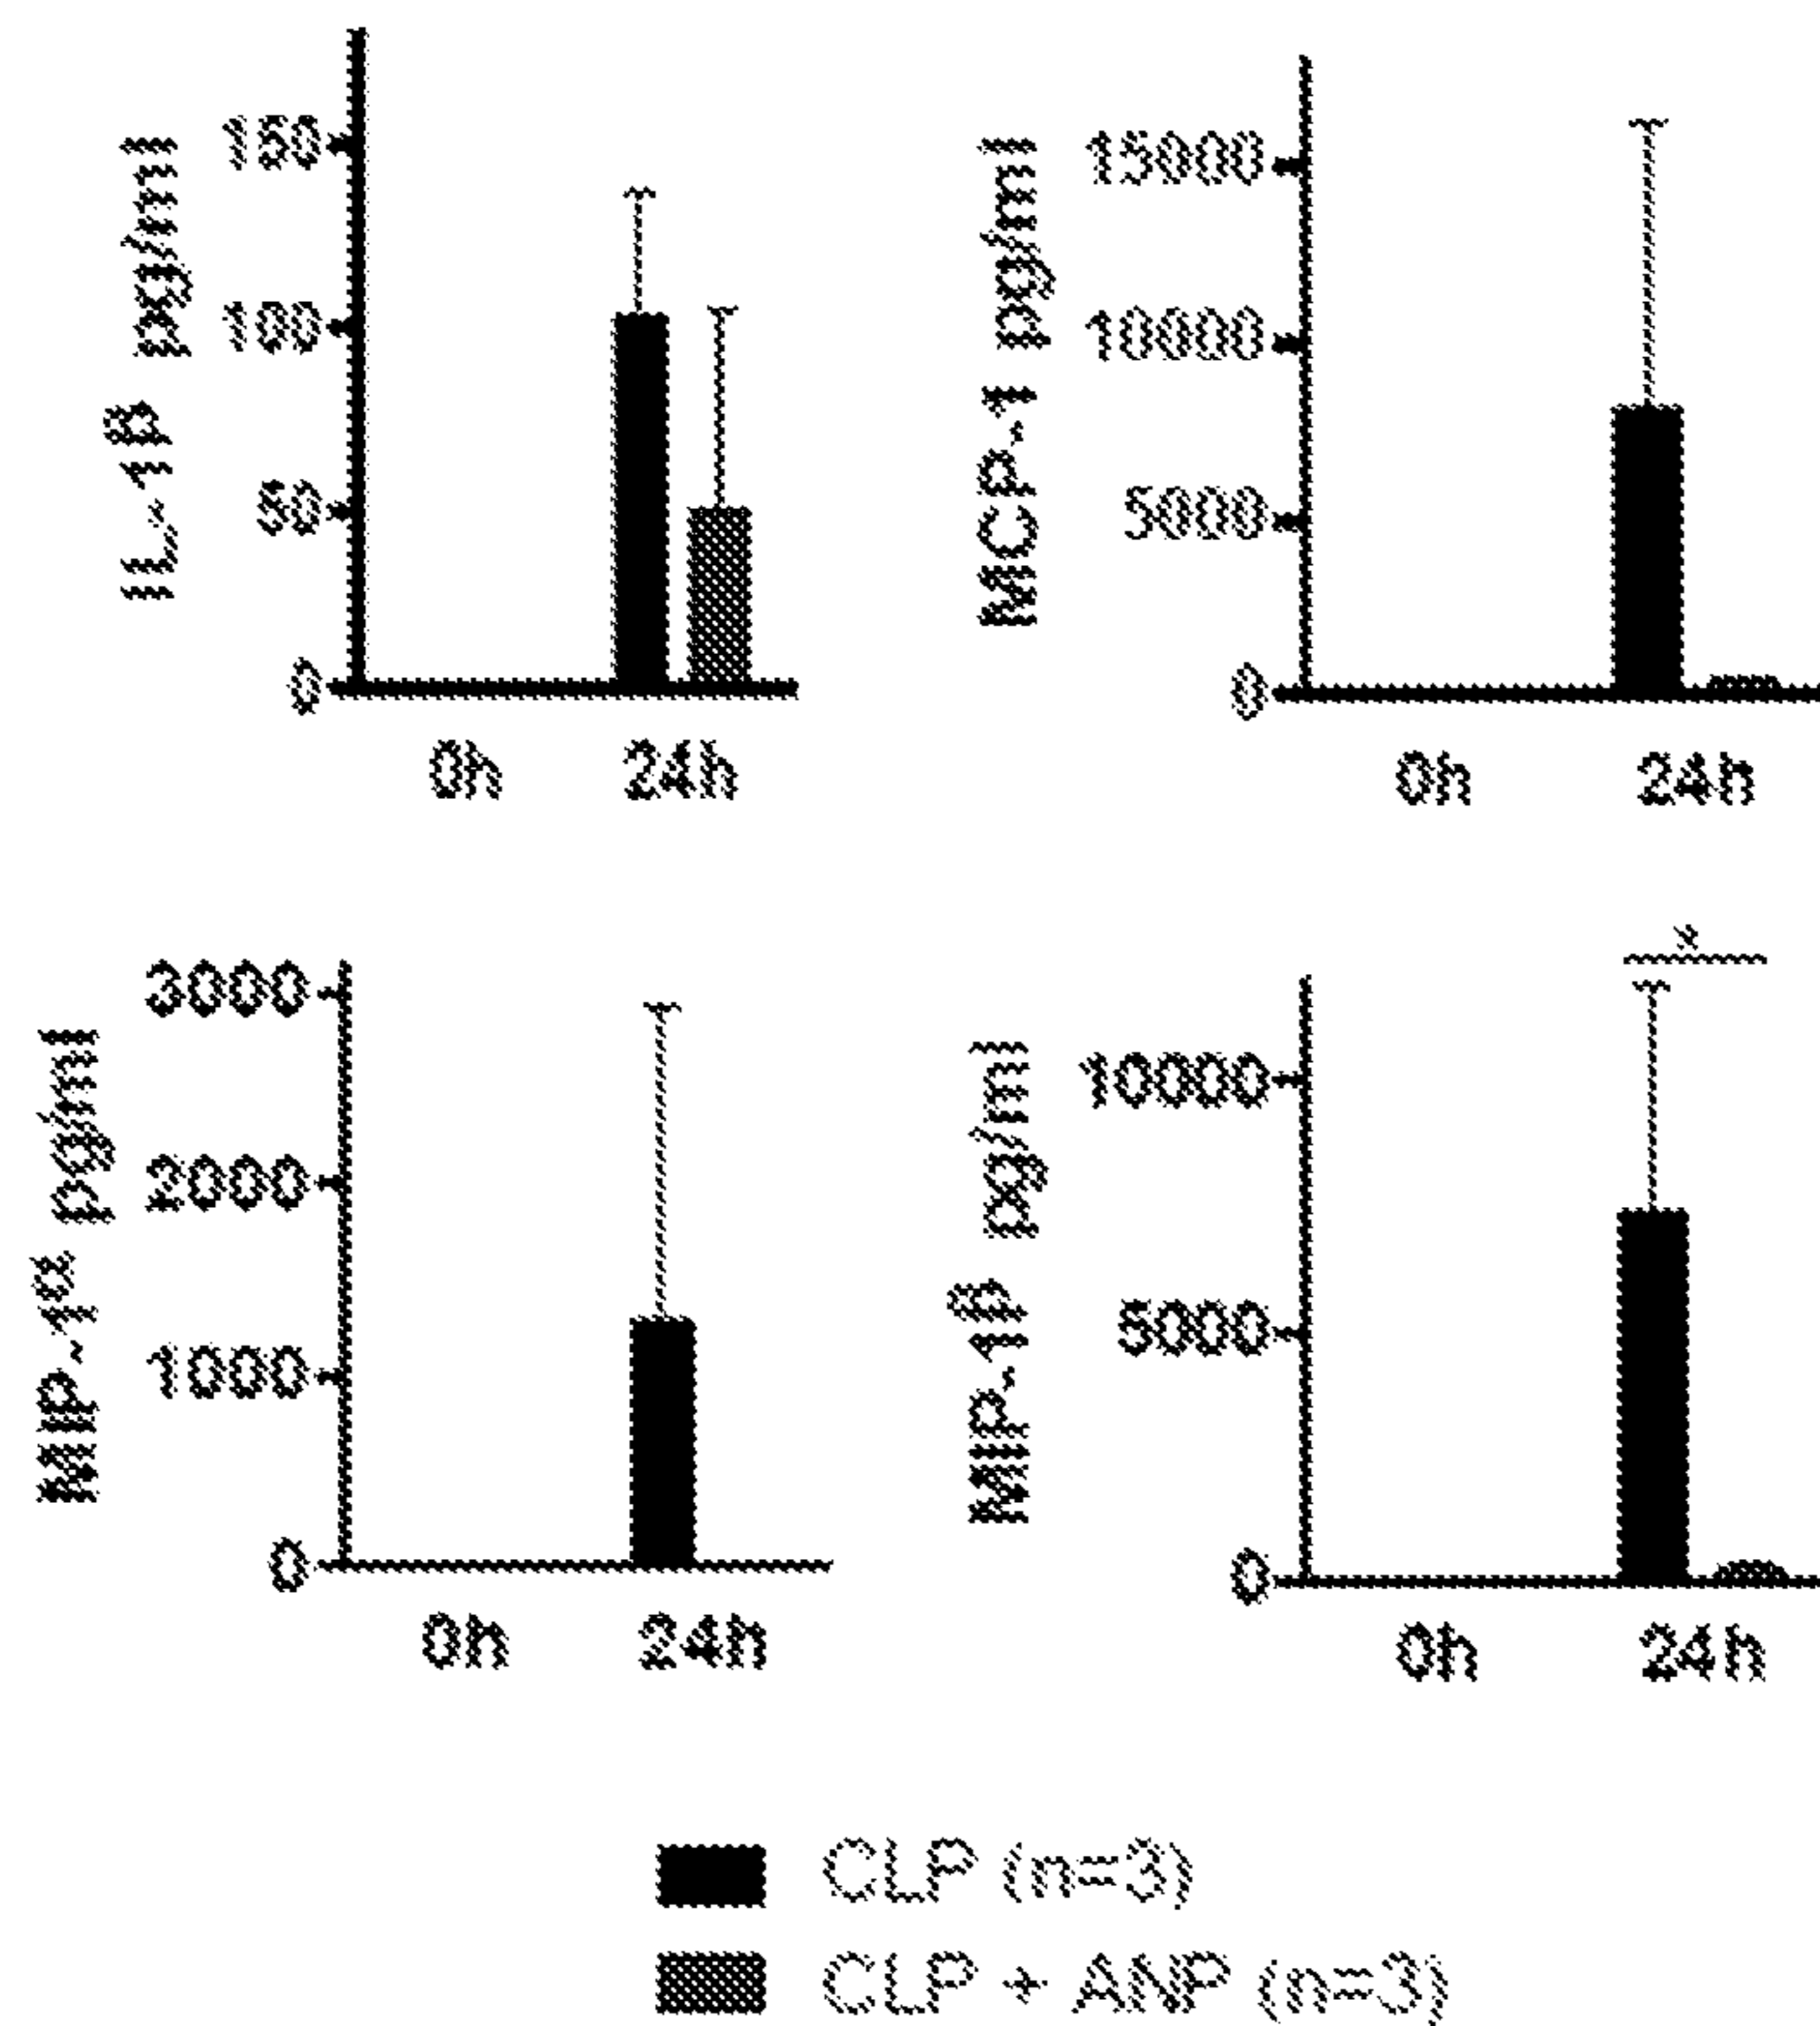 IL-1β pg/ml
150
100
50
0
0h 24h
MCP-1 pg/ml
15000
10000
5000
0
0h 24h
MIP-1α pg/ml
3000
2000
1000
0
0h 24h
MIP-1β pg/ml
*
10000
5000
0
0h 24h
CLP (n=3)
CLP + ANP (n=3)